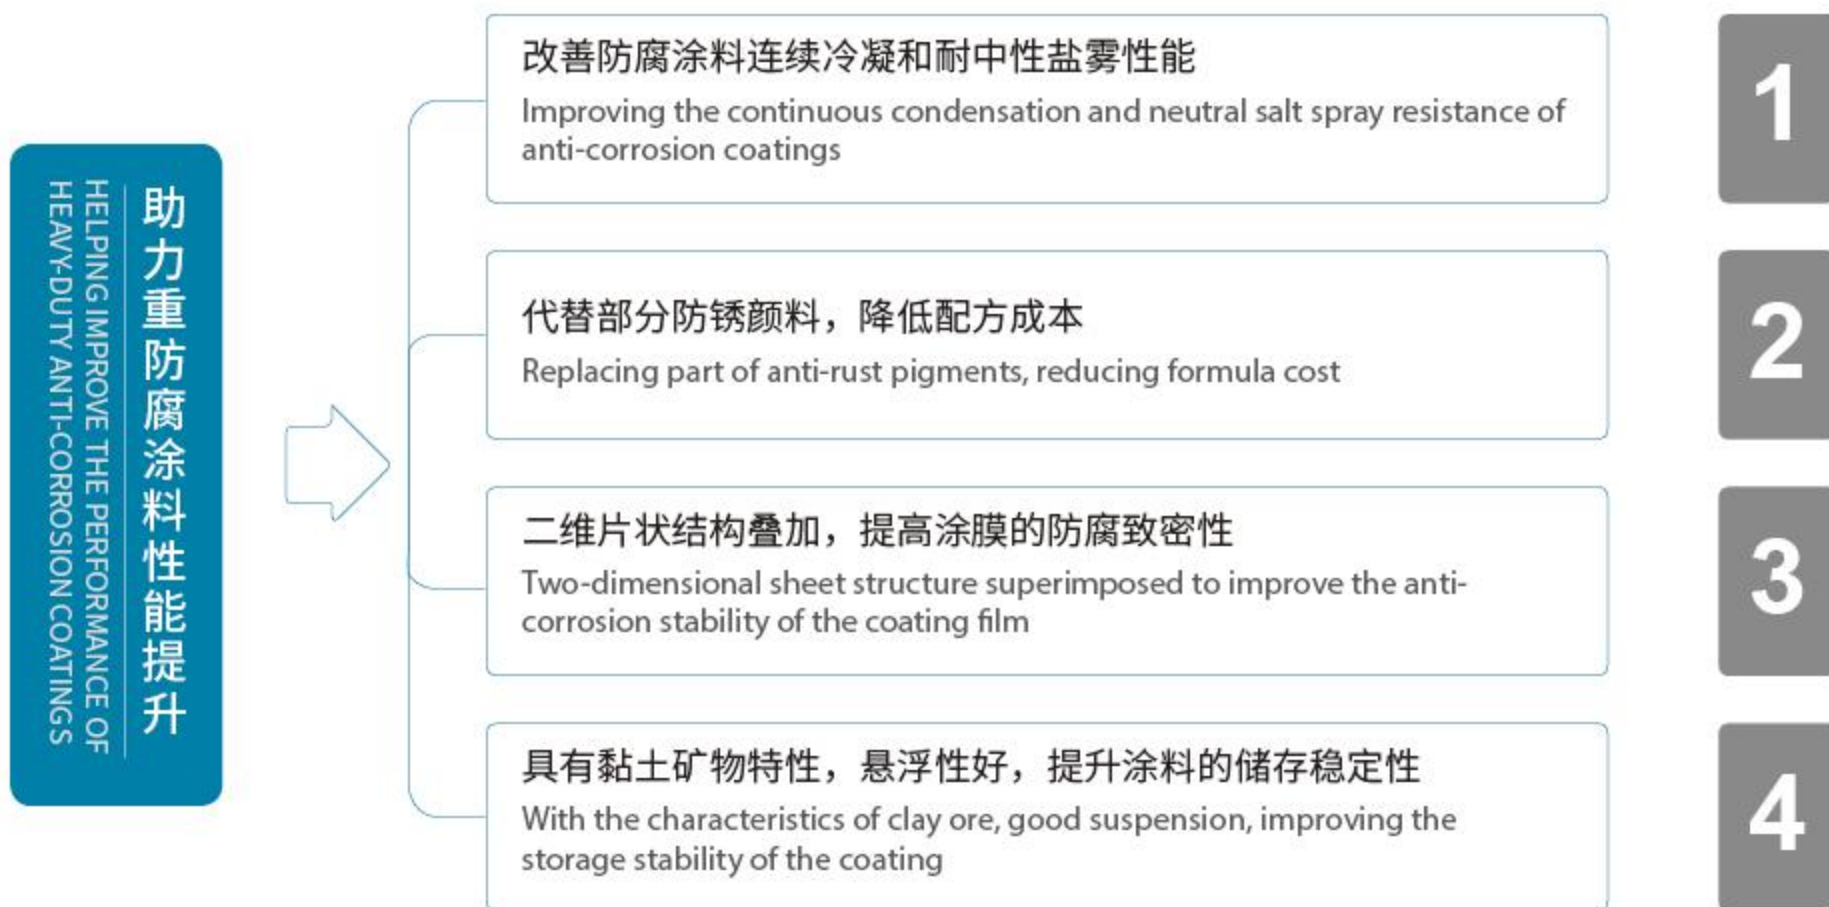 助力重防腐涂料性能提升
HELPING IMPROVE THE PERFORMANCE OF
HEAVY-DUTY ANTI-CORROSION COATINGS
改善防腐涂料连续冷凝和耐中性盐雾性能
Improving the continuous condensation and neutral salt spray resistance of
anti-corrosion coatings
1
代替部分防锈颜料，降低配方成本
Replacing part of anti-rust pigments, reducing formula cost
2
二维片状结构叠加，提高涂膜的防腐致密性
Two-dimensional sheet structure superimposed to improve the anti-
corrosion stability of the coating film
3
具有黏土矿物特性，悬浮性好，提升涂料的储存稳定性
With the characteristics of clay ore, good suspension, improving the
storage stability of the coating
4